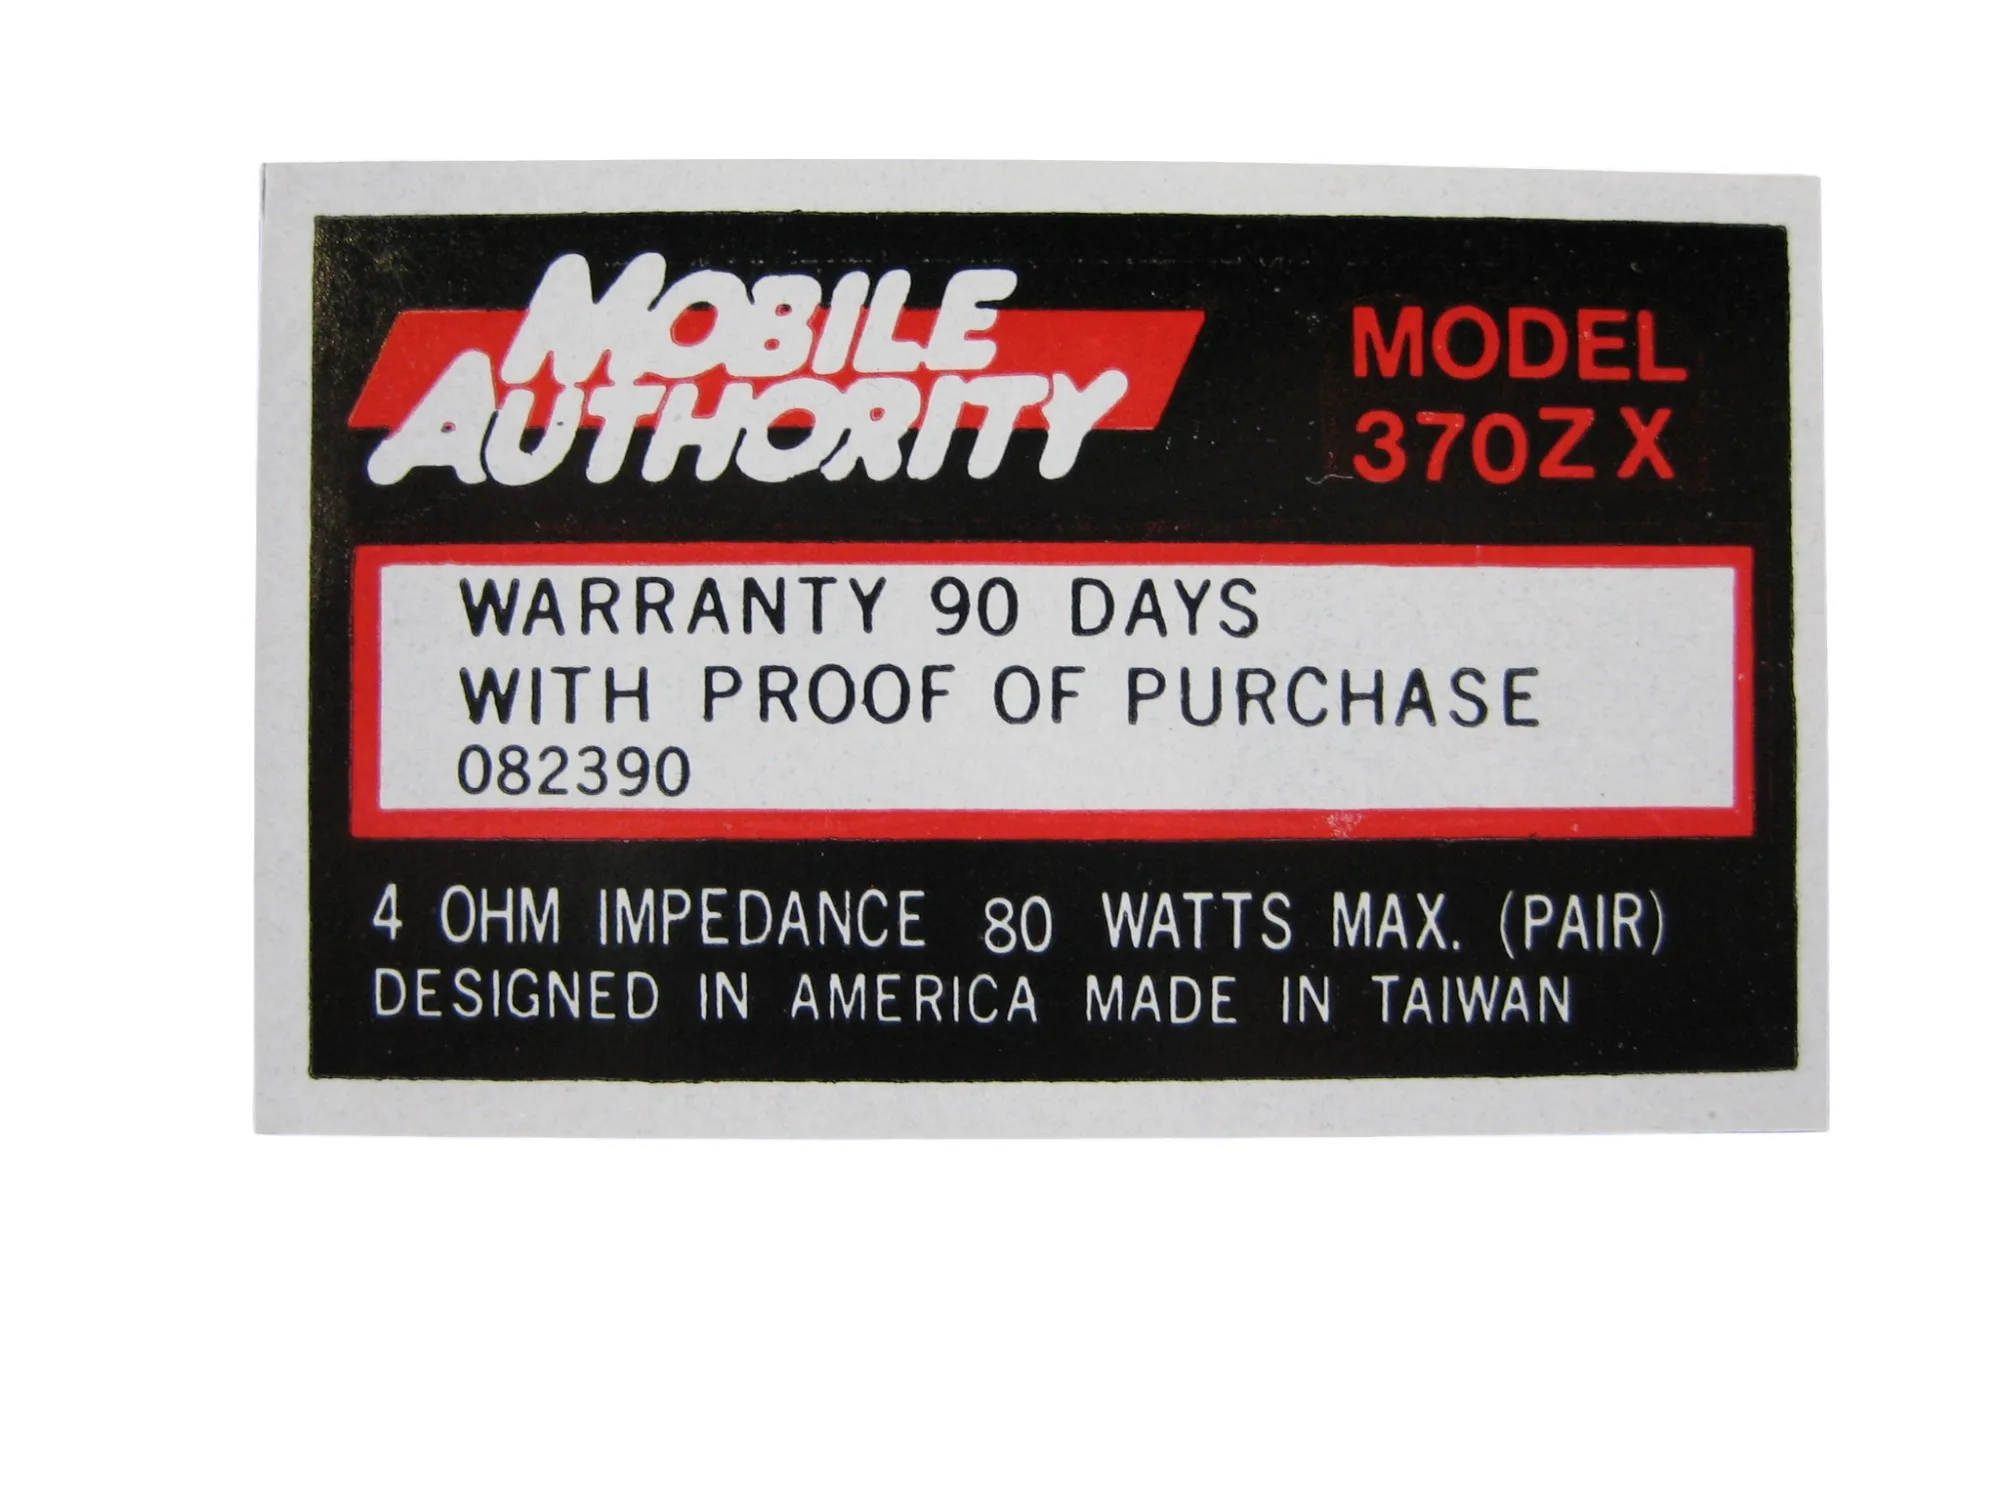 MOBILE
AUTHORITY
MODEL
370ZX
WARRANTY 90 DAYS
WITH PROOF OF PURCHASE
082390
4 OHM IMPEDANCE 80 WATTS MAX. (PAIR)
DESIGNED IN AMERICA MADE IN TAIWAN